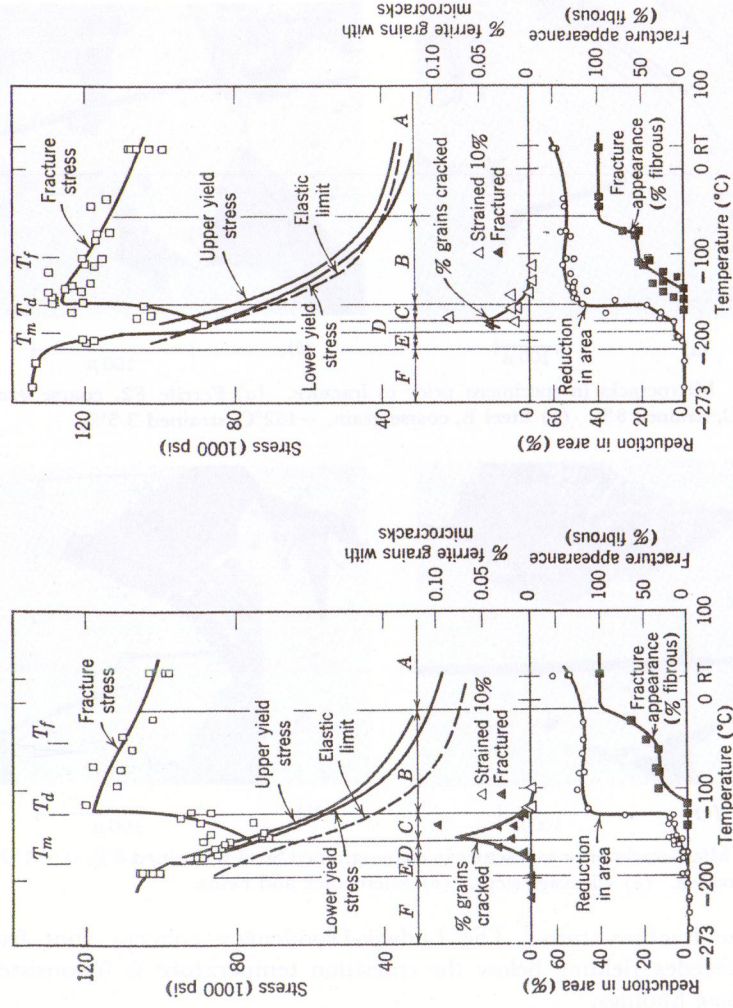 % ferrite grains with
microcracks
Fracture appearance
(% fibrous)
0.10
0.05
0
100
50
0
T_m
T_d
T_f
Fracture
stress
Upper yield
stress
Elastic
limit
Lower yield
stress
F
E
D
C
B
A
% grains cracked
△ Strained 10%
▲ Fractured
Reduction
in area
Fracture
appearance
(% fibrous)
120
80
40
60
40
20
0
Stress (1000 psi)
Reduction in area (%)
-273
-200
-100
0
RT
100
Temperature (°C)
% ferrite grains with
microcracks
Fracture appearance
(% fibrous)
0.10
0.05
0
100
50
0
T_m
T_d
T_f
Fracture
stress
Upper yield
stress
Elastic
limit
Lower yield
stress
F
E
D
C
B
A
% grains
cracked
△ Strained 10%
▲ Fractured
Reduction
in area
Fracture
appearance
(% fibrous)
120
80
40
60
40
20
0
Stress (1000 psi)
Reduction in area (%)
-273
-200
-100
0
RT
100
Temperature (°C)